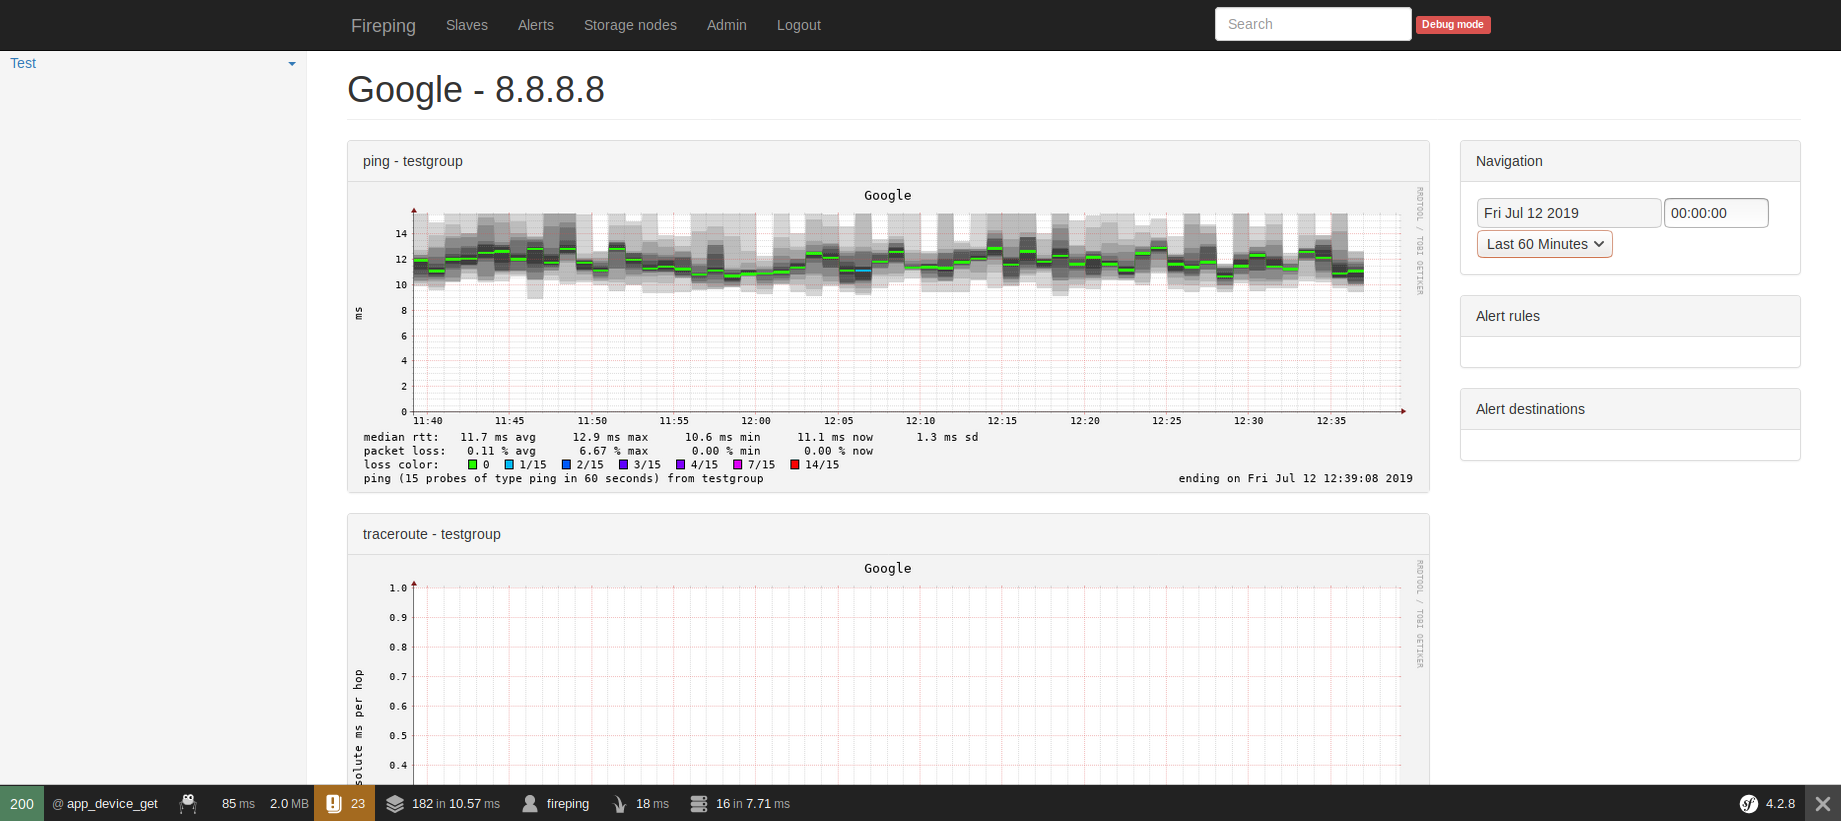 Fireping Slaves Alerts Storage nodes Admin Logout Search Debug mode
Test
Google - 8.8.8.8
ping - testgroup
Google
RRDTOOL / TOBI OETIKER
ms
14
12
10
8
6
4
2
0
11:40 11:45 11:50 11:55 12:00 12:05 12:10 12:15 12:20 12:25 12:30 12:35
median rtt: 11.7 ms avg 12.9 ms max 10.6 ms min 11.1 ms now 1.3 ms sd
packet loss: 0.11 % avg 6.67 % max 0.00 % min 0.00 % now
loss color: 0 1/15 2/15 3/15 4/15 7/15 14/15
ping (15 probes of type ping in 60 seconds) from testgroup ending on Fri Jul 12 12:39:08 2019
Navigation
Fri Jul 12 2019 00:00:00
Last 60 Minutes
Alert rules
Alert destinations
traceroute - testgroup
Google
RRDTOOL / TOBI OETIKER
solute ms per hop
1.0
0.9
0.8
0.7
0.6
0.5
0.4
200 @ app_device_get 85 ms 2.0 MB 23 182 in 10.57 ms fireping 18 ms 16 in 7.71 ms sf 4.2.8